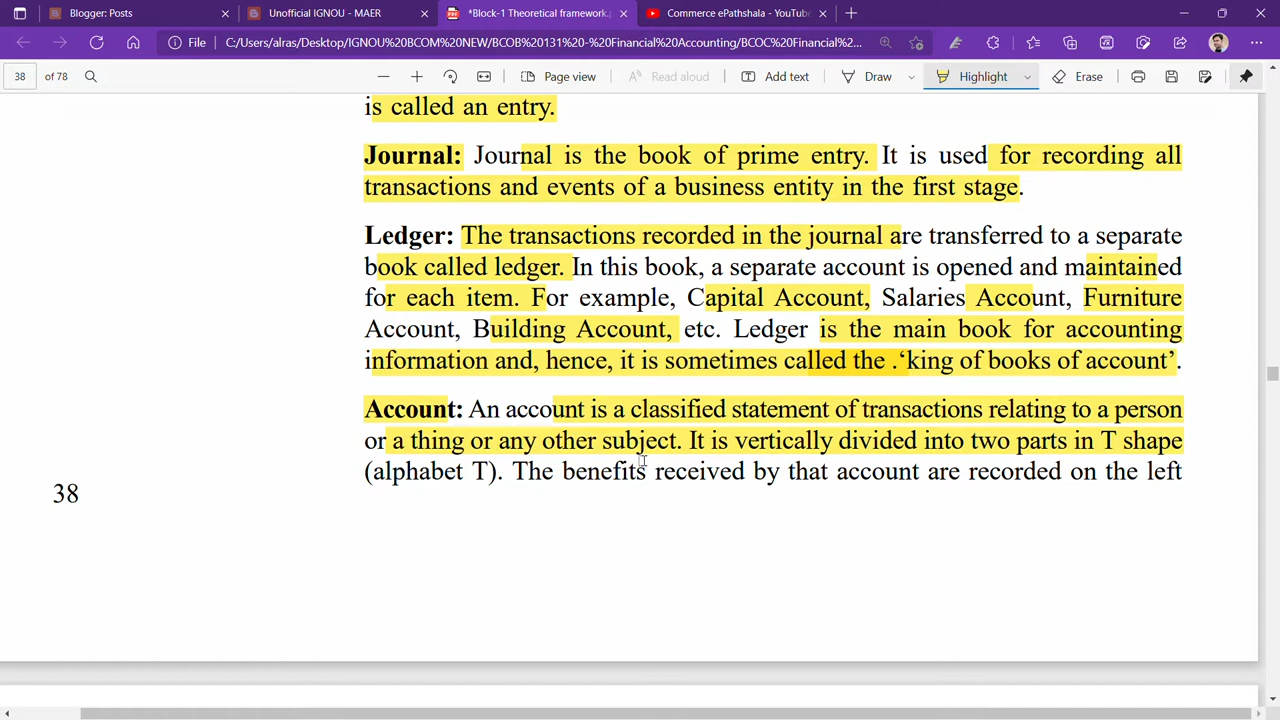 Blogger: Posts
Unofficial IGNOU - MAER
*Block-1 Theoretical framework.
Commerce ePathshala - YouTub
File
C:/Users/alras/Desktop/IGNOU%20BCOM%20NEW/BCOB%20131%20-%20Financial%20Accounting/BCOC%20Financial%2...
38
of 78
Page view
Read aloud
Add text
Draw
Highlight
Erase
is called an entry.
Journal: Journal is the book of prime entry. It is used for recording all
transactions and events of a business entity in the first stage.
Ledger: The transactions recorded in the journal are transferred to a separate
book called ledger. In this book, a separate account is opened and maintained
for each item. For example, Capital Account, Salaries Account, Furniture
Account, Building Account, etc. Ledger is the main book for accounting
information and, hence, it is sometimes called the .‘king of books of account’.
Account: An account is a classified statement of transactions relating to a person
or a thing or any other subject. It is vertically divided into two parts in T shape
(alphabet T). The benefits received by that account are recorded on the left
38